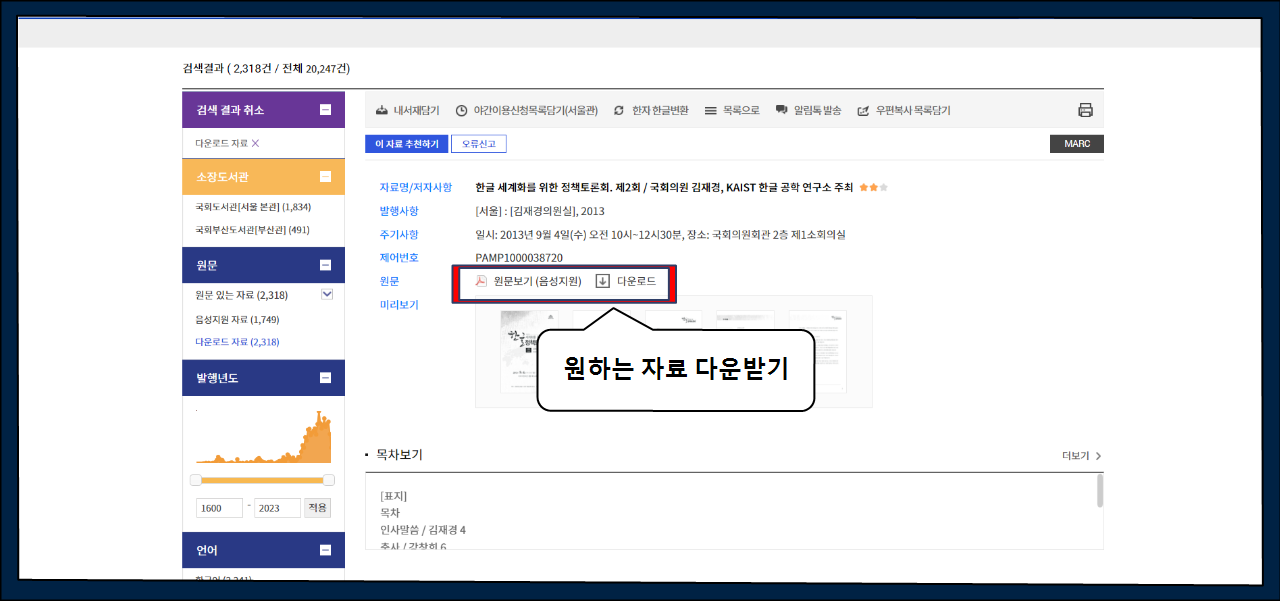 검색결과 ( 2,318건 / 전체 20,247건)
검색 결과 취소
다운로드 자료 ×
소장도서관
국회도서관[서울 본관] (1,834)
국회부산도서관[부산관] (491)
원문
원문 있는 자료 (2,318)
음성지원 자료 (1,749)
다운로드 자료 (2,318)
발행년도
1600 - 2023 적용
언어
한국어 (2,241)
내서재담기 야간이용신청목록담기(서울관) 한자 한글변환 목록으로 알림톡 발송 우편복사 목록담기
이 자료 추천하기 오류신고 MARC
자료명/저자사항 한글 세계화를 위한 정책토론회. 제2회 / 국회의원 김재경, KAIST 한글 공학 연구소 주최
발행사항 [서울] : [김재경의원실], 2013
주기사항 일시: 2013년 9월 4일(수) 오전 10시~12시30분, 장소: 국회의원회관 2층 제1소회의실
제어번호 PAMP1000038720
원문 원문보기 (음성지원) 다운로드
미리보기
한글
원하는 자료 다운받기
목차보기 더보기
[표지]
목차
인사말씀 / 김재경 4
축사 / 강창희 6